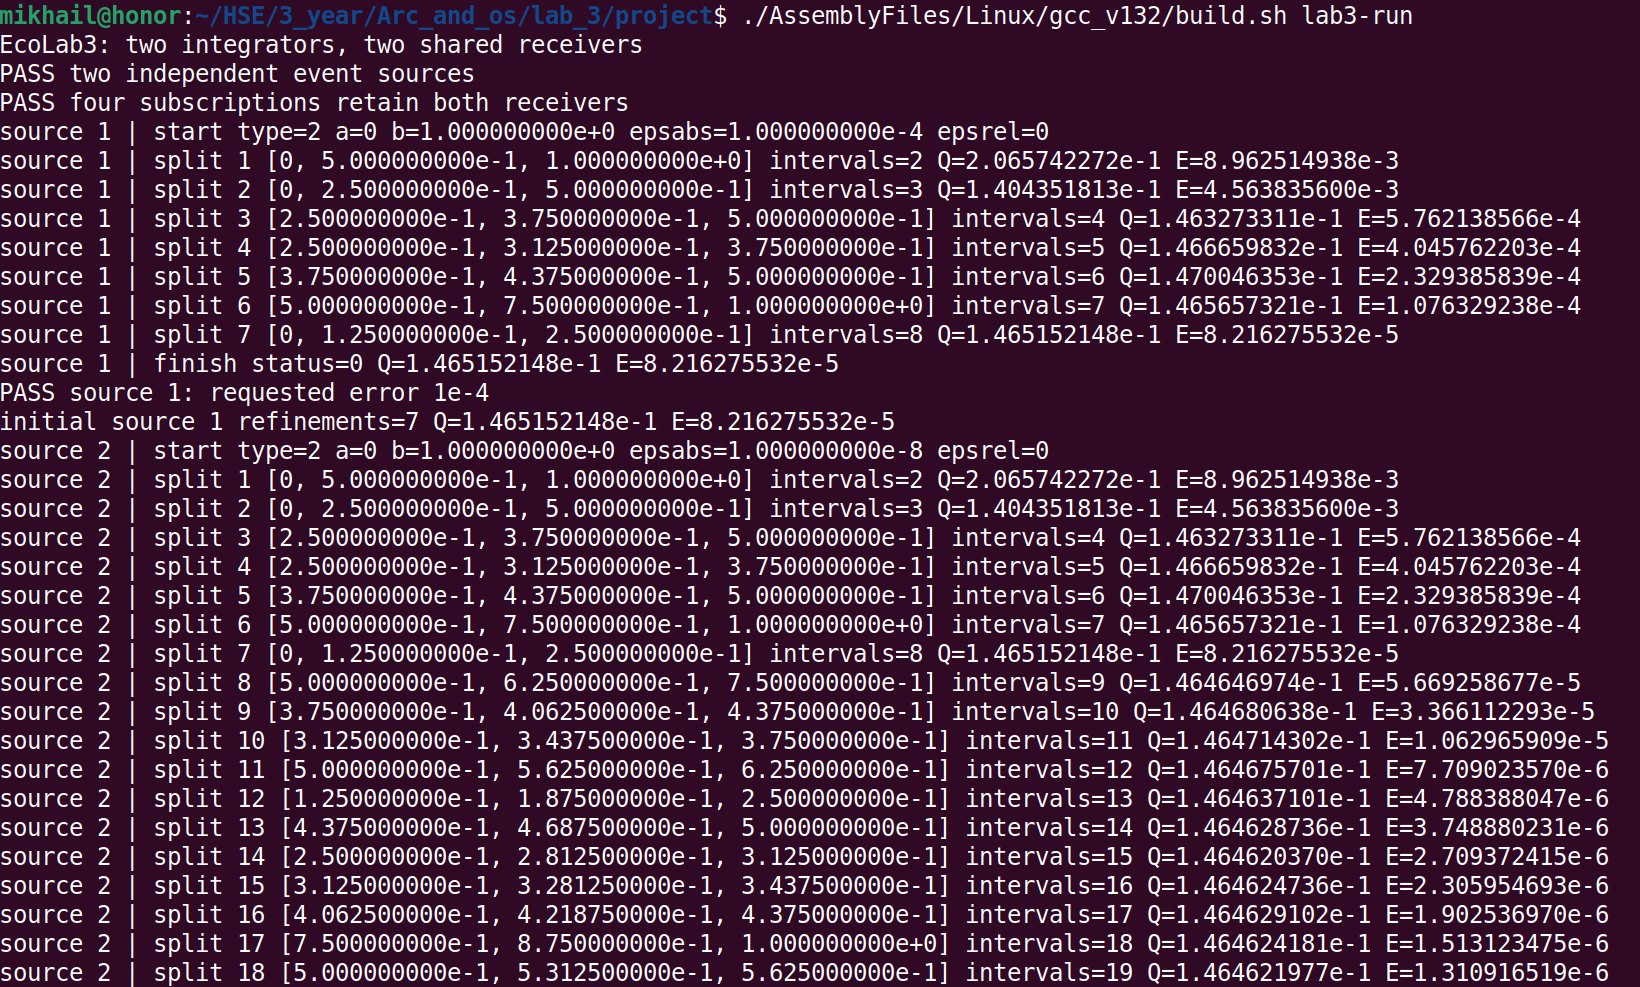 mikhail@honor:~/HSE/3_year/Arc_and_os/lab_3/project$ ./AssemblyFiles/Linux/gcc_v132/build.sh lab3-run
EcoLab3: two integrators, two shared receivers
PASS two independent event sources
PASS four subscriptions retain both receivers
source 1 | start type=2 a=0 b=1.000000000e+0 epsabs=1.000000000e-4 epsrel=0
source 1 | split 1 [0, 5.000000000e-1, 1.000000000e+0] intervals=2 Q=2.065742272e-1 E=8.962514938e-3
source 1 | split 2 [0, 2.500000000e-1, 5.000000000e-1] intervals=3 Q=1.404351813e-1 E=4.563835600e-3
source 1 | split 3 [2.500000000e-1, 3.750000000e-1, 5.000000000e-1] intervals=4 Q=1.463273311e-1 E=5.762138566e-4
source 1 | split 4 [2.500000000e-1, 3.125000000e-1, 3.750000000e-1] intervals=5 Q=1.466659832e-1 E=4.045762203e-4
source 1 | split 5 [3.750000000e-1, 4.375000000e-1, 5.000000000e-1] intervals=6 Q=1.470046353e-1 E=2.329385839e-4
source 1 | split 6 [5.000000000e-1, 7.500000000e-1, 1.000000000e+0] intervals=7 Q=1.465657321e-1 E=1.076329238e-4
source 1 | split 7 [0, 1.250000000e-1, 2.500000000e-1] intervals=8 Q=1.465152148e-1 E=8.216275532e-5
source 1 | finish status=0 Q=1.465152148e-1 E=8.216275532e-5
PASS source 1: requested error 1e-4
initial source 1 refinements=7 Q=1.465152148e-1 E=8.216275532e-5
source 2 | start type=2 a=0 b=1.000000000e+0 epsabs=1.000000000e-8 epsrel=0
source 2 | split 1 [0, 5.000000000e-1, 1.000000000e+0] intervals=2 Q=2.065742272e-1 E=8.962514938e-3
source 2 | split 2 [0, 2.500000000e-1, 5.000000000e-1] intervals=3 Q=1.404351813e-1 E=4.563835600e-3
source 2 | split 3 [2.500000000e-1, 3.750000000e-1, 5.000000000e-1] intervals=4 Q=1.463273311e-1 E=5.762138566e-4
source 2 | split 4 [2.500000000e-1, 3.125000000e-1, 3.750000000e-1] intervals=5 Q=1.466659832e-1 E=4.045762203e-4
source 2 | split 5 [3.750000000e-1, 4.375000000e-1, 5.000000000e-1] intervals=6 Q=1.470046353e-1 E=2.329385839e-4
source 2 | split 6 [5.000000000e-1, 7.500000000e-1, 1.000000000e+0] intervals=7 Q=1.465657321e-1 E=1.076329238e-4
source 2 | split 7 [0, 1.250000000e-1, 2.500000000e-1] intervals=8 Q=1.465152148e-1 E=8.216275532e-5
source 2 | split 8 [5.000000000e-1, 6.250000000e-1, 7.500000000e-1] intervals=9 Q=1.464646974e-1 E=5.669258677e-5
source 2 | split 9 [3.750000000e-1, 4.062500000e-1, 4.375000000e-1] intervals=10 Q=1.464680638e-1 E=3.366112293e-5
source 2 | split 10 [3.125000000e-1, 3.437500000e-1, 3.750000000e-1] intervals=11 Q=1.464714302e-1 E=1.062965909e-5
source 2 | split 11 [5.000000000e-1, 5.625000000e-1, 6.250000000e-1] intervals=12 Q=1.464675701e-1 E=7.709023570e-6
source 2 | split 12 [1.250000000e-1, 1.875000000e-1, 2.500000000e-1] intervals=13 Q=1.464637101e-1 E=4.788388047e-6
source 2 | split 13 [4.375000000e-1, 4.687500000e-1, 5.000000000e-1] intervals=14 Q=1.464628736e-1 E=3.748880231e-6
source 2 | split 14 [2.500000000e-1, 2.812500000e-1, 3.125000000e-1] intervals=15 Q=1.464620370e-1 E=2.709372415e-6
source 2 | split 15 [3.125000000e-1, 3.281250000e-1, 3.437500000e-1] intervals=16 Q=1.464624736e-1 E=2.305954693e-6
source 2 | split 16 [4.062500000e-1, 4.218750000e-1, 4.375000000e-1] intervals=17 Q=1.464629102e-1 E=1.902536970e-6
source 2 | split 17 [7.500000000e-1, 8.750000000e-1, 1.000000000e+0] intervals=18 Q=1.464624181e-1 E=1.513123475e-6
source 2 | split 18 [5.000000000e-1, 5.312500000e-1, 5.625000000e-1] intervals=19 Q=1.464621977e-1 E=1.310916519e-6